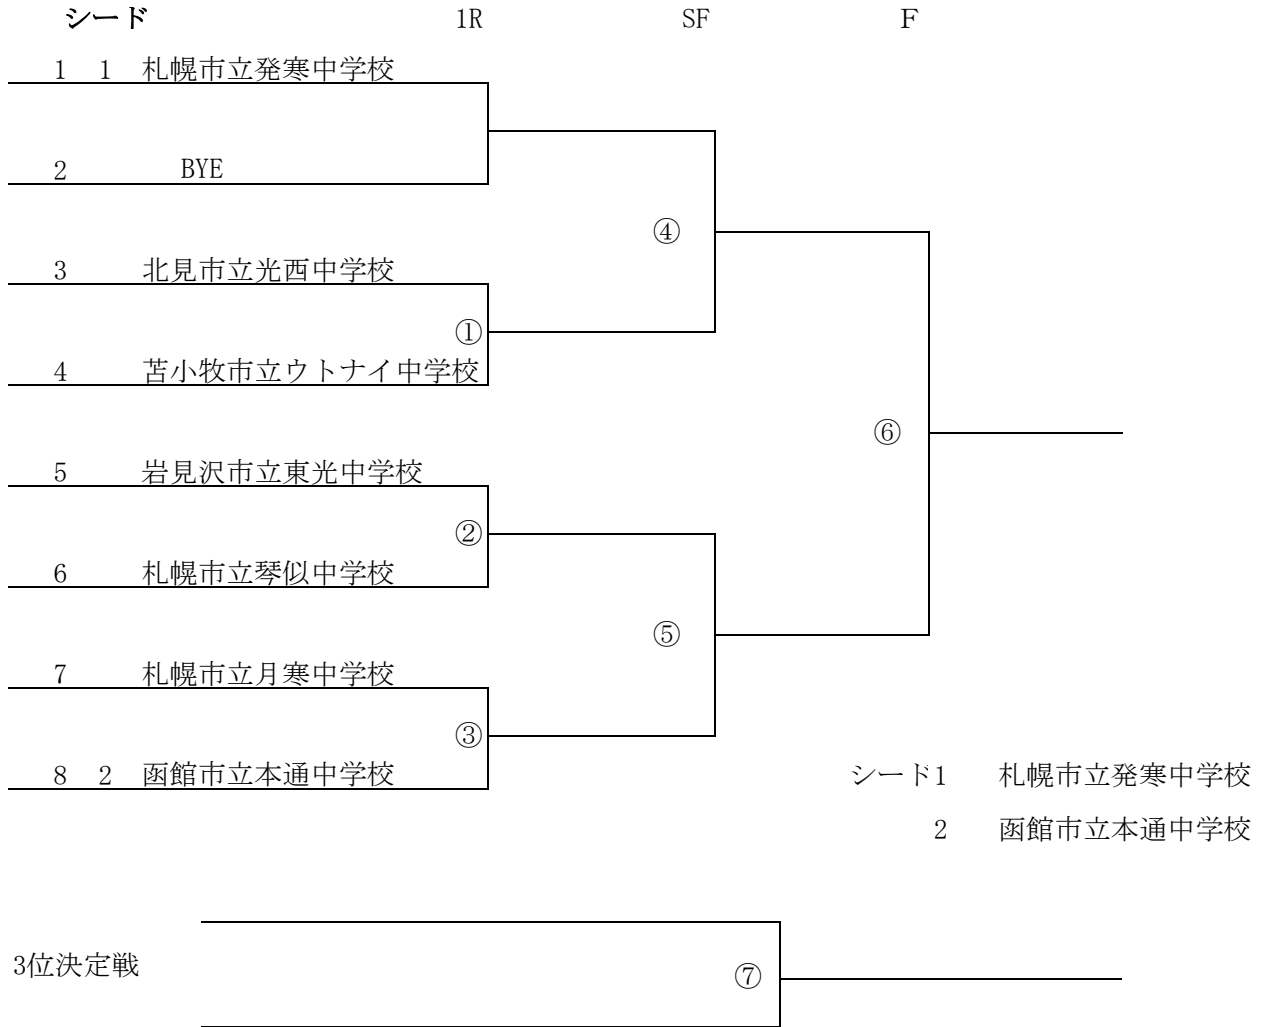 シード 1R SF F
1 1 札幌市立発寒中学校
2 BYE
④
3 北見市立光西中学校
①
4 苫小牧市立ウトナイ中学校
⑥
5 岩見沢市立東光中学校
②
6 札幌市立琴似中学校
⑤
7 札幌市立月寒中学校
③
8 2 函館市立本通中学校
シード1 札幌市立発寒中学校
2 函館市立本通中学校
3位決定戦
⑦